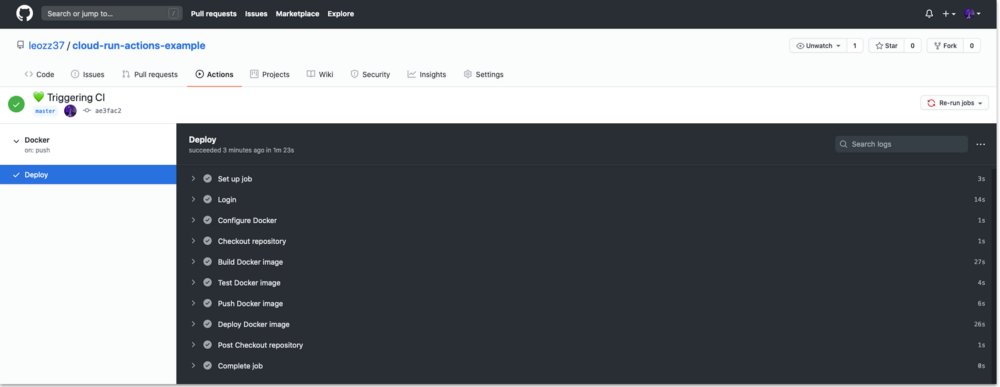 Search or jump to... / Pull requests Issues Marketplace Explore
leozz37 / cloud-run-actions-example Unwatch 1 Star 0 Fork 0
Code Issues Pull requests Actions Projects Wiki Security Insights Settings
💚 Triggering CI
master ae3fac2 Re-run jobs
Docker
on: push
Deploy
Deploy
succeeded 3 minutes ago in 1m 23s
Search logs
Set up job 3s
Login 14s
Configure Docker 1s
Checkout repository 1s
Build Docker image 27s
Test Docker image 4s
Push Docker image 6s
Deploy Docker image 26s
Post Checkout repository 1s
Complete job 0s